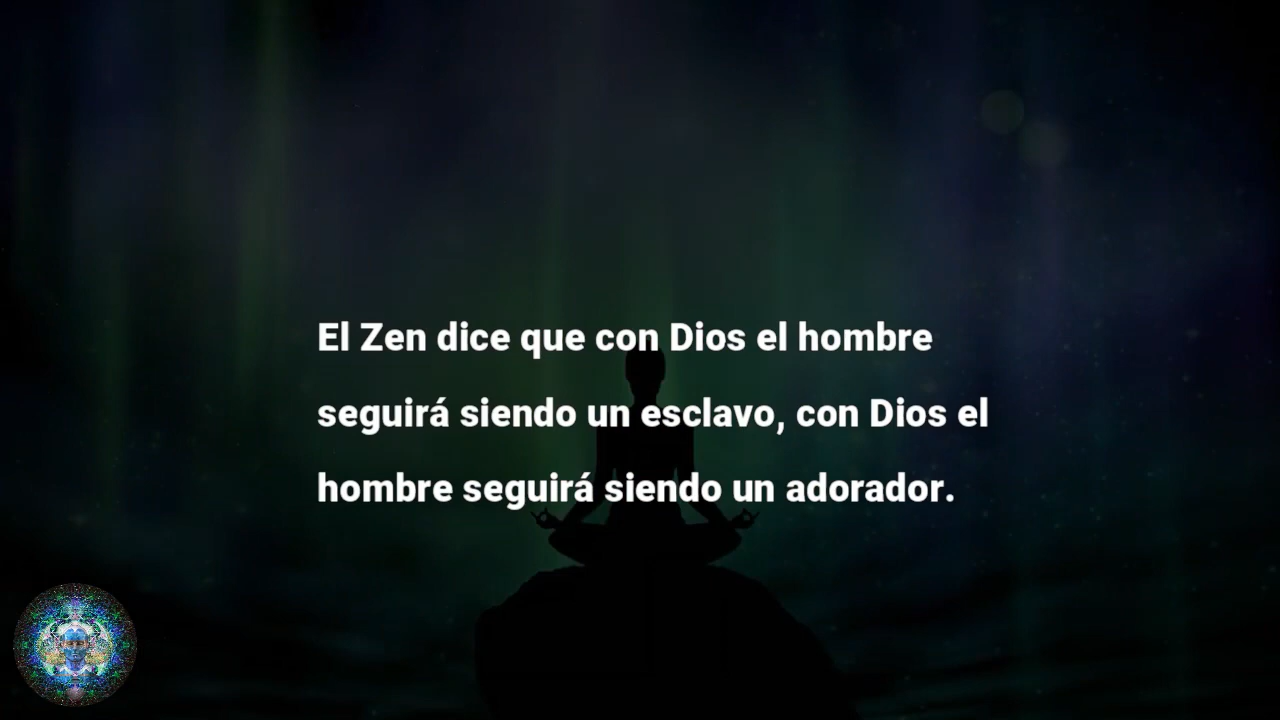 El Zen dice que con Dios el hombre
seguirá siendo un esclavo, con Dios el
hombre seguirá siendo un adorador.